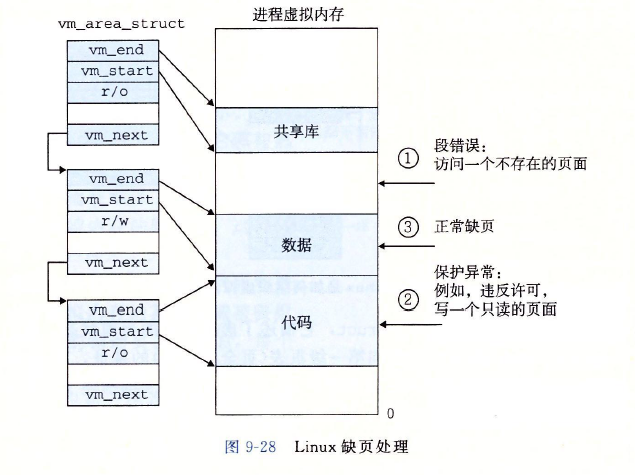 vm_area_struct
进程虚拟内存
vm_end
vm_start
r/o
vm_next
共享库
①
段错误：
访问一个不存在的页面
vm_end
vm_start
r/w
vm_next
数据
③
正常缺页
vm_end
vm_start
r/o
vm_next
代码
②
保护异常：
例如，违反许可，
写一个只读的页面
0
图 9-28 Linux 缺页处理